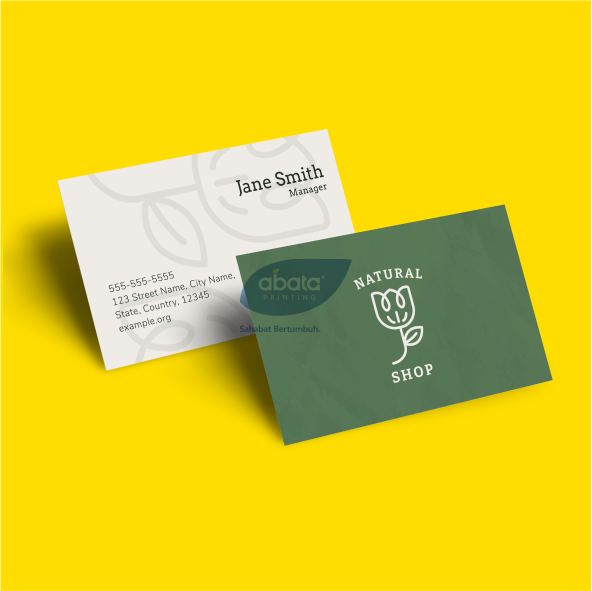 Jane Smith
Manager
555-555-5555
123 Street Name, City Name,
State, Country, 12345
example.org
NATURAL
SHOP
abata®
PRINTING
Sahabat Bertumbuh.